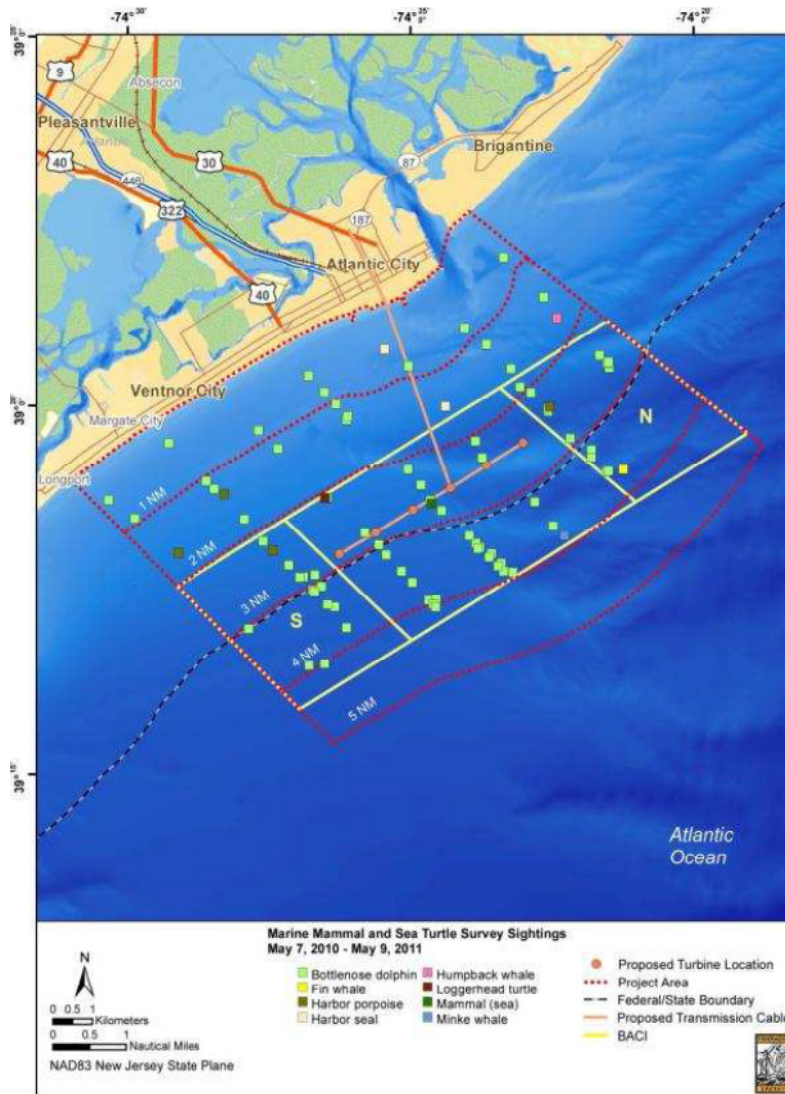 -74° 30'
-74° 25'
0"
-74° 20'
0"
39° 25'
9
Absecon
Pleasantville
Atlantic
40
446
30
322
87
187
Brigantine
Atlantic City
40
Ventnor City
39° 20'
Margate City
Longport
N
1 NM
2 NM
3 NM
S
4 NM
5 NM
39° 15'
Atlantic
Ocean
Marine Mammal and Sea Turtle Survey Sightings
May 7, 2010 - May 9, 2011
N
0 0.5 1
Kilometers
0 0.5 1
Nautical Miles
NAD83 New Jersey State Plane
Bottlenose dolphin
Fin whale
Harbor porpoise
Harbor seal
Humpback whale
Loggerhead turtle
Mammal (sea)
Minke whale
Proposed Turbine Location
Project Area
Federal/State Boundary
Proposed Transmission Cable
BACI